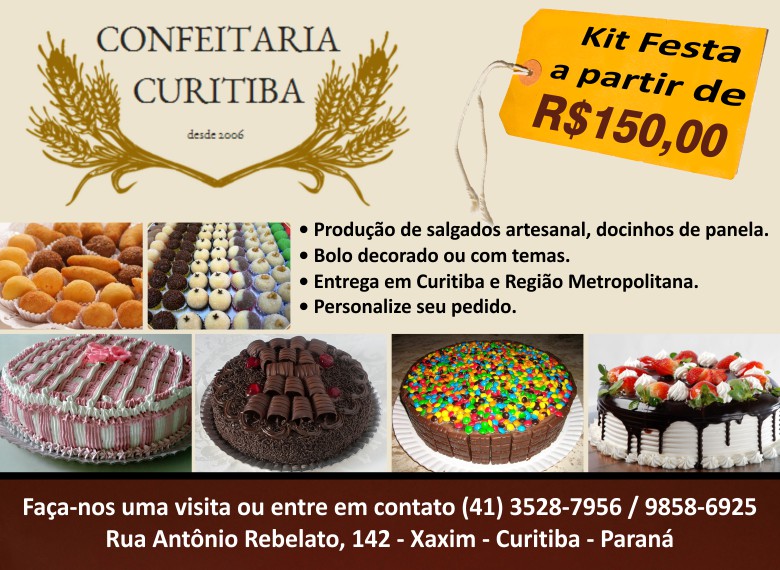 CONFEITARIA
CURITIBA
desde 2006
Kit Festa
a partir de
R$150,00
• Produção de salgados artesanal, docinhos de panela.
• Bolo decorado ou com temas.
• Entrega em Curitiba e Região Metropolitana.
• Personalize seu pedido.
Faça-nos uma visita ou entre em contato (41) 3528-7956 / 9858-6925
Rua Antônio Rebelato, 142 - Xaxim - Curitiba - Paraná